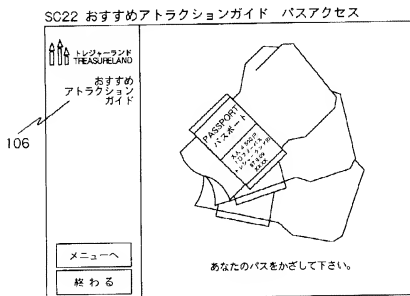 SC22 おすすめアトラクションガイド パスアクセス
トレジャーランド
TREASURELAND
おすすめ
アトラクション
ガイド
106
PASSPORT
パスポート
メニューへ
終わる
あなたのパスをかざして下さい。